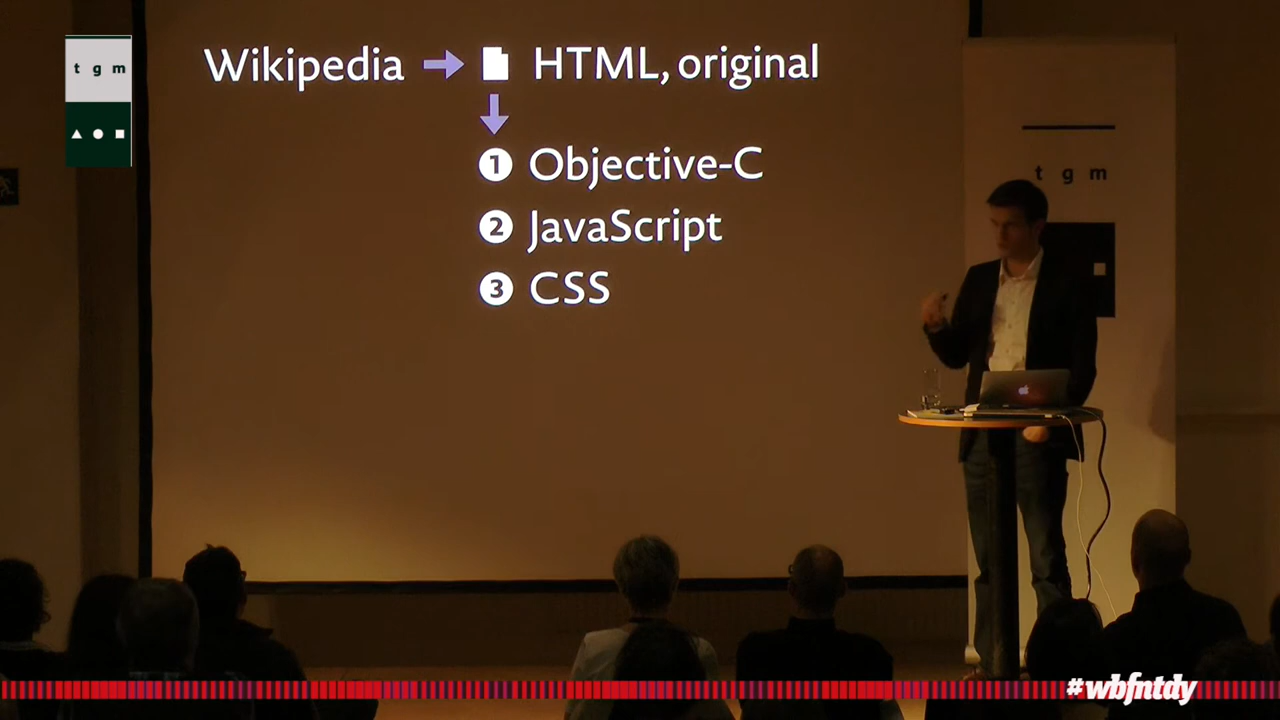 Wikipedia → HTML, original
1 Objective-C
2 JavaScript
3 CSS
t g m
t g m
#wbfntdy